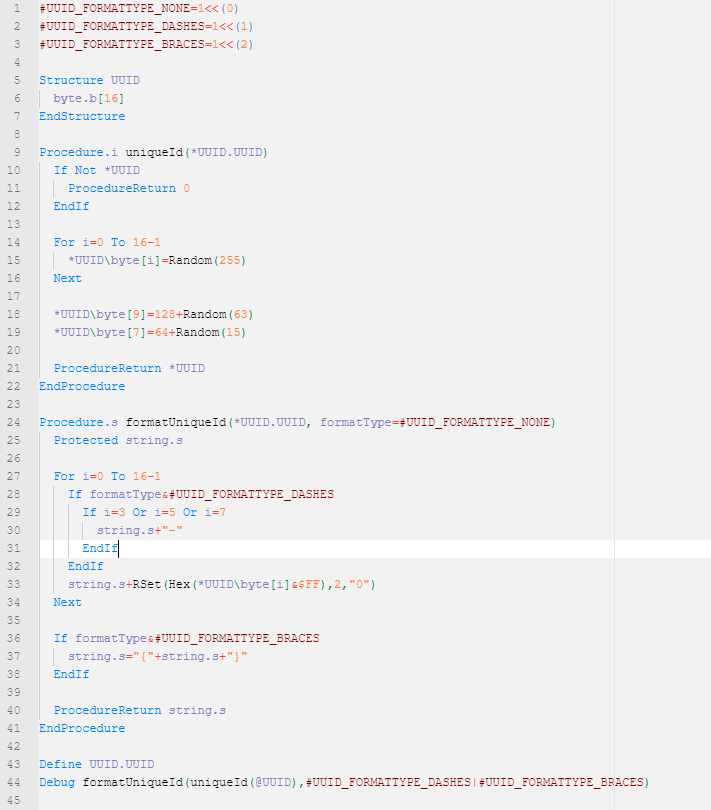 1 #UUID_FORMATTYPE_NONE=1<<(0)
2 #UUID_FORMATTYPE_DASHES=1<<(1)
3 #UUID_FORMATTYPE_BRACES=1<<(2)
4
5 Structure UUID
6   byte.b[16]
7 EndStructure
8
9 Procedure.i uniqueId(*UUID.UUID)
10   If Not *UUID
11     ProcedureReturn 0
12   EndIf
13
14   For i=0 To 16-1
15     *UUID\byte[i]=Random(255)
16   Next
17
18   *UUID\byte[9]=128+Random(63)
19   *UUID\byte[7]=64+Random(15)
20
21   ProcedureReturn *UUID
22 EndProcedure
23
24 Procedure.s formatUniqueId(*UUID.UUID, formatType=#UUID_FORMATTYPE_NONE)
25   Protected string.s
26
27   For i=0 To 16-1
28     If formatType&#UUID_FORMATTYPE_DASHES
29       If i=3 Or i=5 Or i=7
30         string.s+"-"
31       EndIf
32     EndIf
33     string.s+RSet(Hex(*UUID\byte[i]&$FF),2,"0")
34   Next
35
36   If formatType&#UUID_FORMATTYPE_BRACES
37     string.s="{"+string.s+"}"
38   EndIf
39
40   ProcedureReturn string.s
41 EndProcedure
42
43 Define UUID.UUID
44 Debug formatUniqueId(uniqueId(@UUID),#UUID_FORMATTYPE_DASHES|#UUID_FORMATTYPE_BRACES)
45